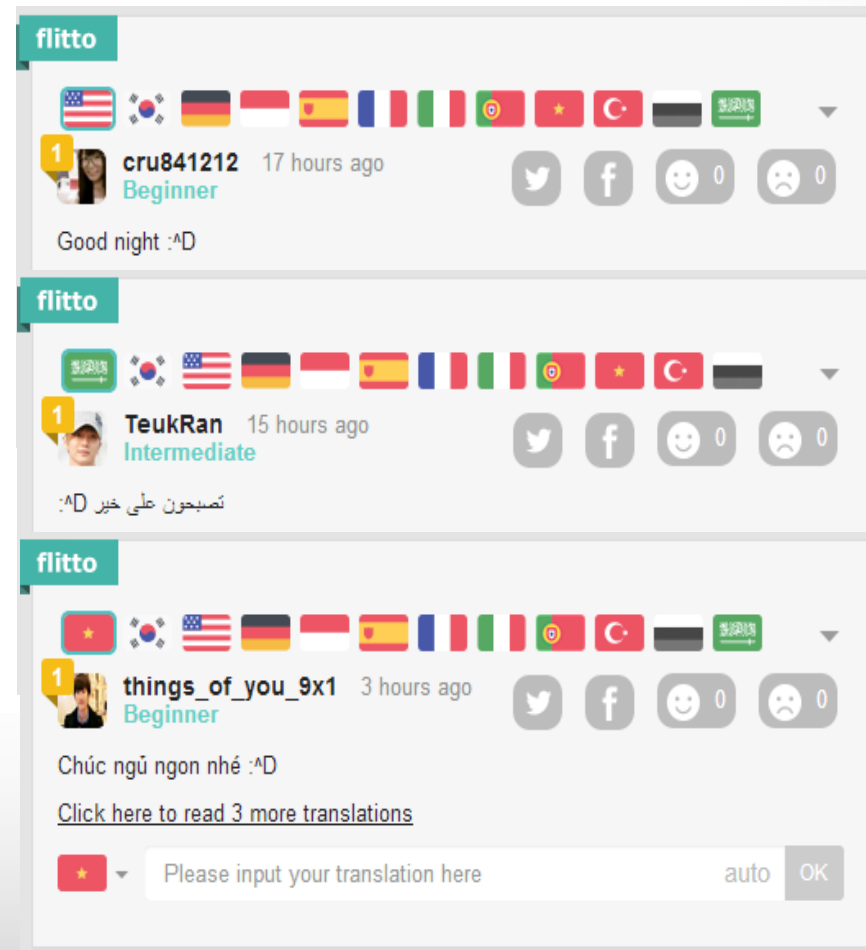 flitto
1
cru841212 17 hours ago
Beginner
0 0
Good night :^D
flitto
1
TeukRan 15 hours ago
Intermediate
0 0
تصبحون على خير D^:
flitto
1
things_of_you_9x1 3 hours ago
Beginner
0 0
Chúc ngủ ngon nhé :^D
Click here to read 3 more translations
Please input your translation here auto OK